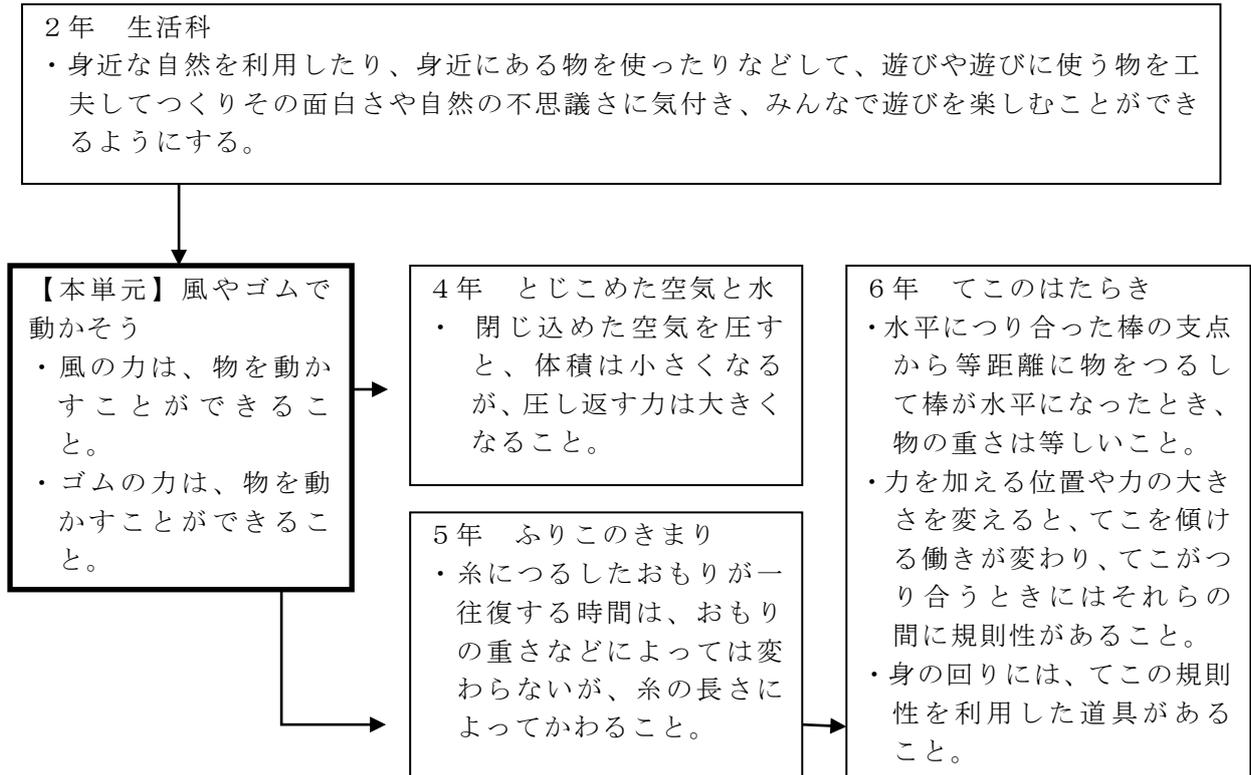 ２年　生活科
・身近な自然を利用したり、身近にある物を使ったりなどして、遊びや遊びに使う物を工
夫してつくりその面白さや自然の不思議さに気付き、みんなで遊びを楽しむことができ
るようにする。
【本単元】風やゴムで
動かそう
・風の力は、物を動か
すことができるこ
と。
・ゴムの力は、物を動
かすことができるこ
と。
４年　とじこめた空気と水
・　閉じ込めた空気を圧す
と、体積は小さくなる
が、圧し返す力は大きく
なること。
５年　ふりこのきまり
・糸につるしたおもりが一
往復する時間は、おもり
の重さなどによっては変
わらないが、糸の長さに
よってかわること。
６年　てこのはたらき
・水平につり合った棒の支点
から等距離に物をつるし
て棒が水平になったとき、
物の重さは等しいこと。
・力を加える位置や力の大き
さを変えると、てこを傾け
る働きが変わり、てこがつ
り合うときにはそれらの
間に規則性があること。
・身の回りには、てこの規則
性を利用した道具がある
こと。